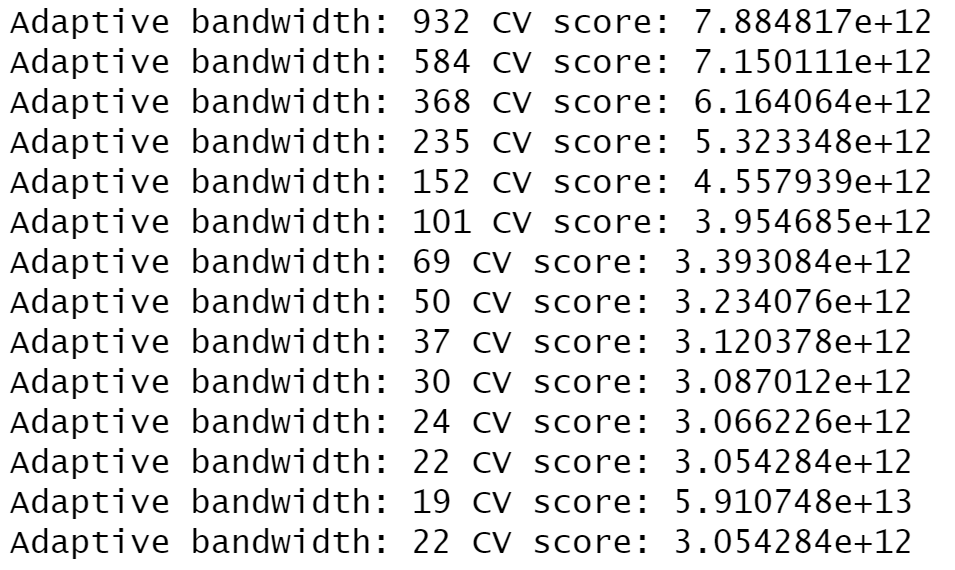 Adaptive bandwidth: 932 CV score: 7.884817e+12
Adaptive bandwidth: 584 CV score: 7.150111e+12
Adaptive bandwidth: 368 CV score: 6.164064e+12
Adaptive bandwidth: 235 CV score: 5.323348e+12
Adaptive bandwidth: 152 CV score: 4.557939e+12
Adaptive bandwidth: 101 CV score: 3.954685e+12
Adaptive bandwidth: 69 CV score: 3.393084e+12
Adaptive bandwidth: 50 CV score: 3.234076e+12
Adaptive bandwidth: 37 CV score: 3.120378e+12
Adaptive bandwidth: 30 CV score: 3.087012e+12
Adaptive bandwidth: 24 CV score: 3.066226e+12
Adaptive bandwidth: 22 CV score: 3.054284e+12
Adaptive bandwidth: 19 CV score: 5.910748e+13
Adaptive bandwidth: 22 CV score: 3.054284e+12